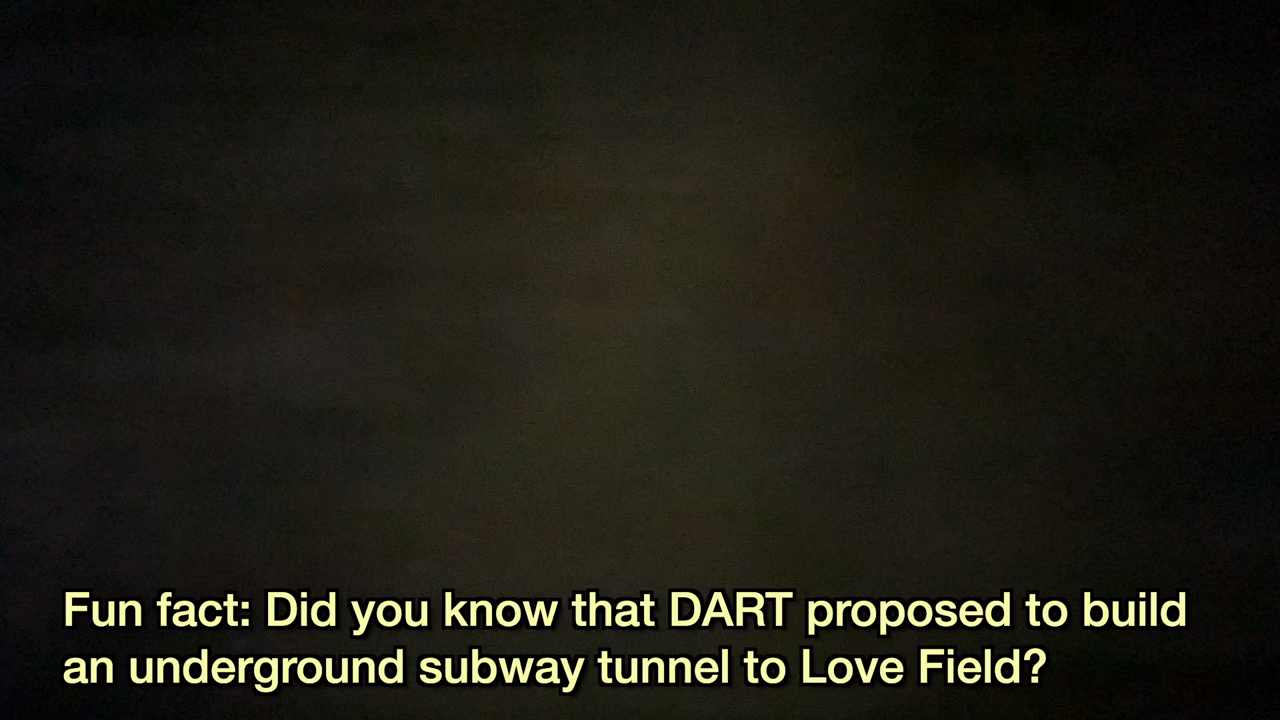 Fun fact: Did you know that DART proposed to build
an underground subway tunnel to Love Field?